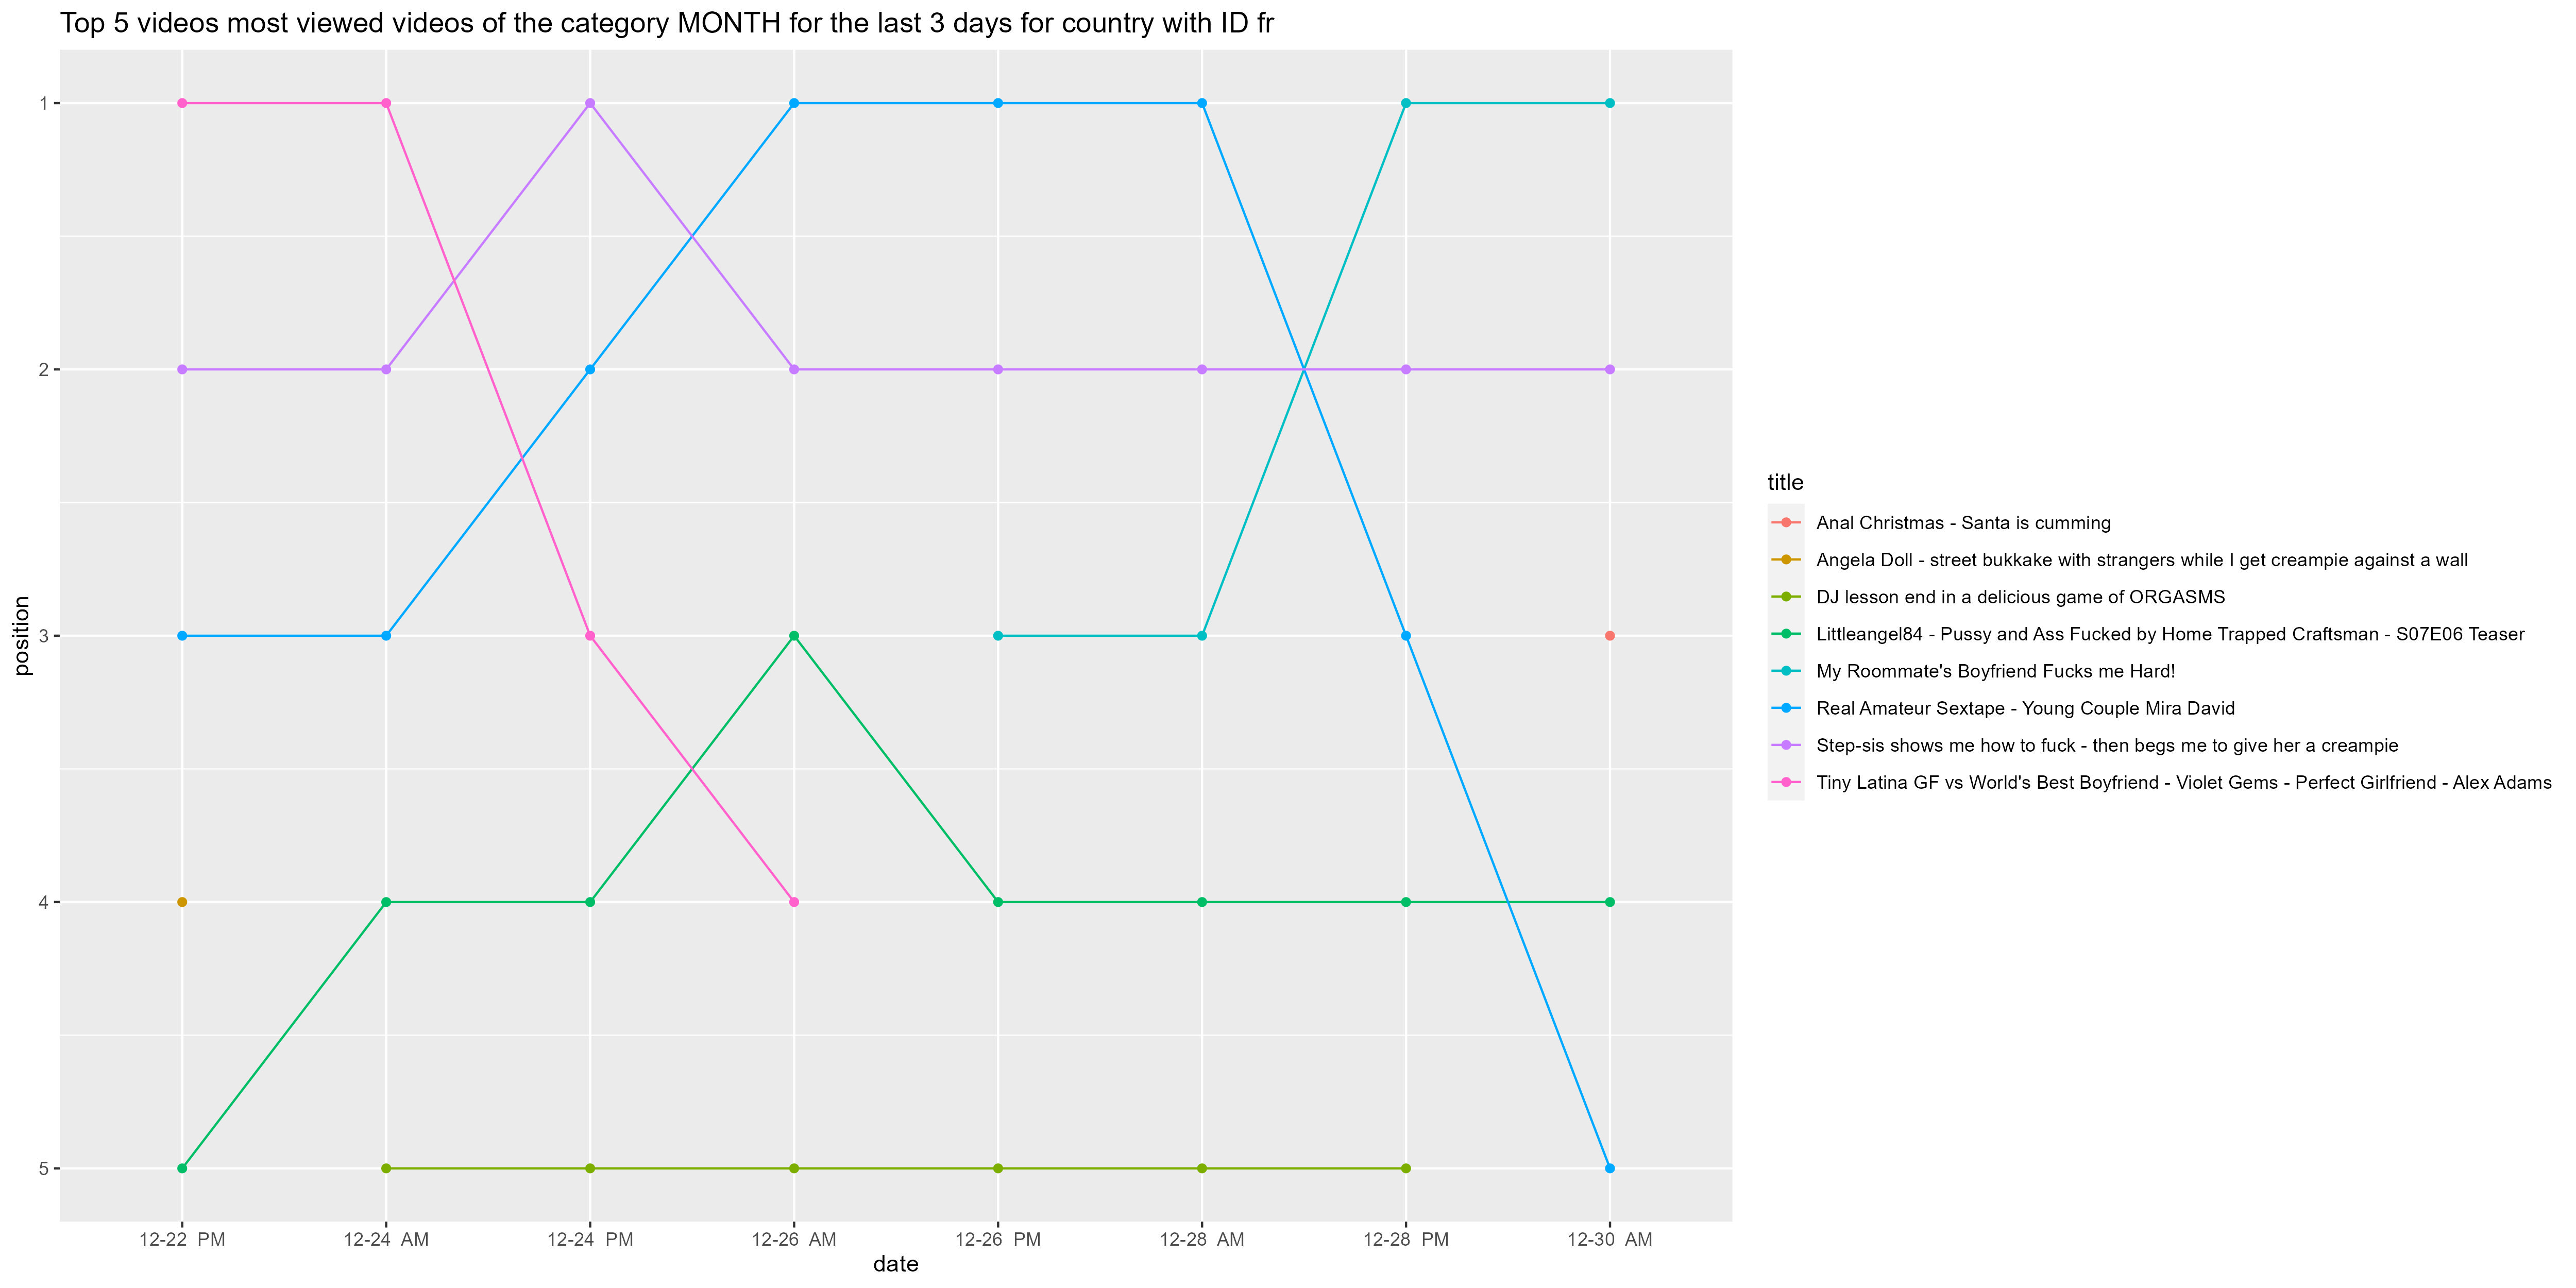 Top 5 videos most viewed videos of the category MONTH for the last 3 days for country with ID fr
1
2
3
4
5
position
12-22 PM
12-24 AM
12-24 PM
12-26 AM
12-26 PM
12-28 AM
12-28 PM
12-30 AM
date
title
Anal Christmas - Santa is cumming
Angela Doll - street bukkake with strangers while I get creampie against a wall
DJ lesson end in a delicious game of ORGASMS
Littleangel84 - Pussy and Ass Fucked by Home Trapped Craftsman - S07E06 Teaser
My Roommate's Boyfriend Fucks me Hard!
Real Amateur Sextape - Young Couple Mira David
Step-sis shows me how to fuck - then begs me to give her a creampie
Tiny Latina GF vs World's Best Boyfriend - Violet Gems - Perfect Girlfriend - Alex Adams